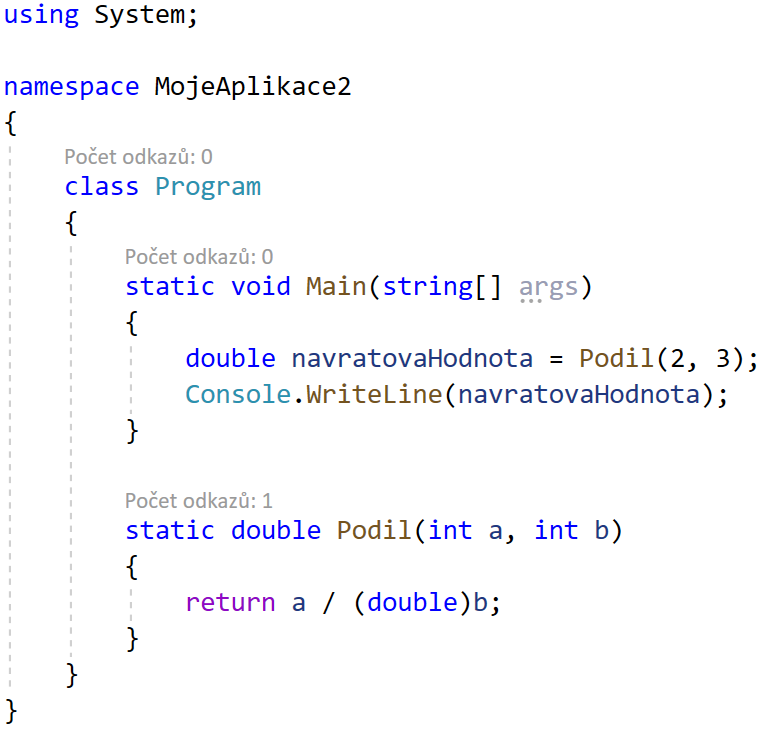 using System;
namespace MojeAplikace2
{
Počet odkazů: 0
class Program
{
Počet odkazů: 0
static void Main(string[] args)
{
double navratovaHodnota = Podil(2, 3);
Console.WriteLine(navratovaHodnota);
}
Počet odkazů: 1
static double Podil(int a, int b)
{
return a / (double)b;
}
}
}